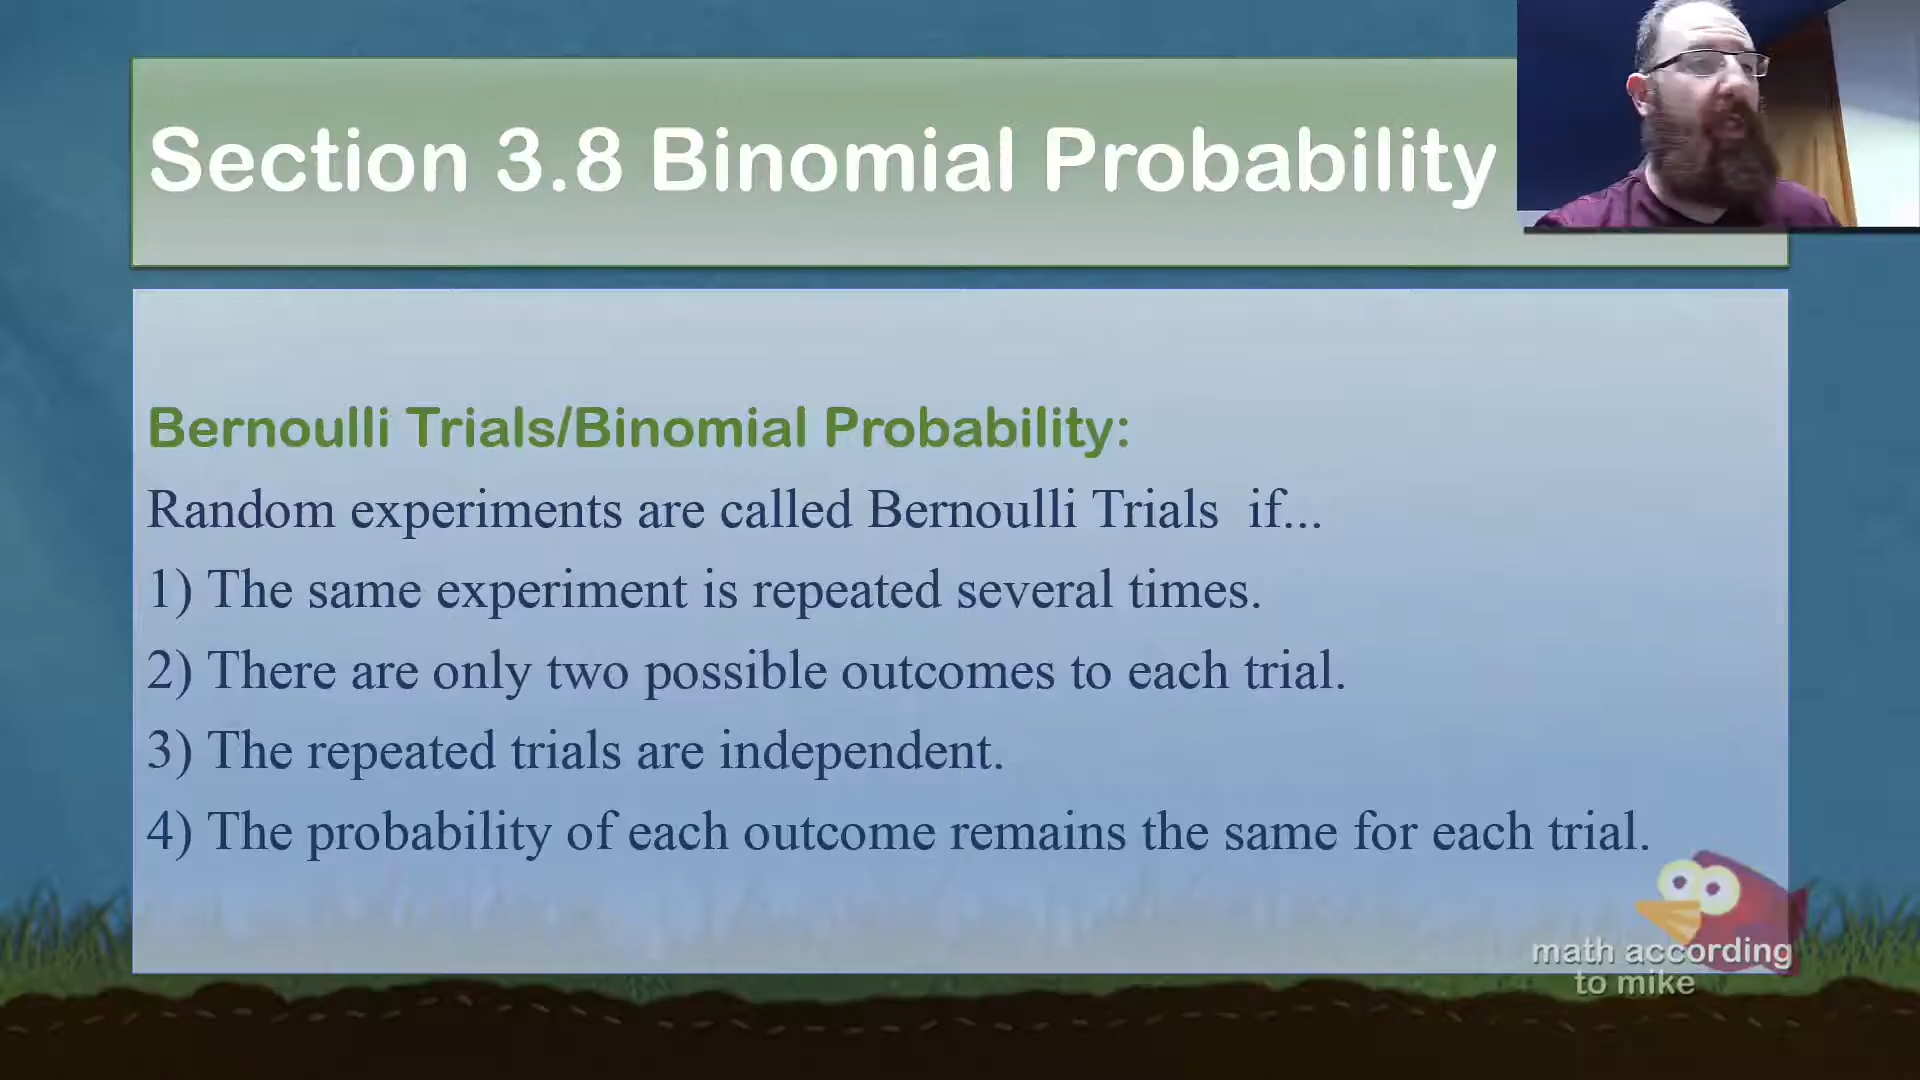 Section 3.8 Binomial Probability
Bernoulli Trials/Binomial Probability:
Random experiments are called Bernoulli Trials  if...
1) The same experiment is repeated several times.
2) There are only two possible outcomes to each trial.
3) The repeated trials are independent.
4) The probability of each outcome remains the same for each trial.
math according
to mike